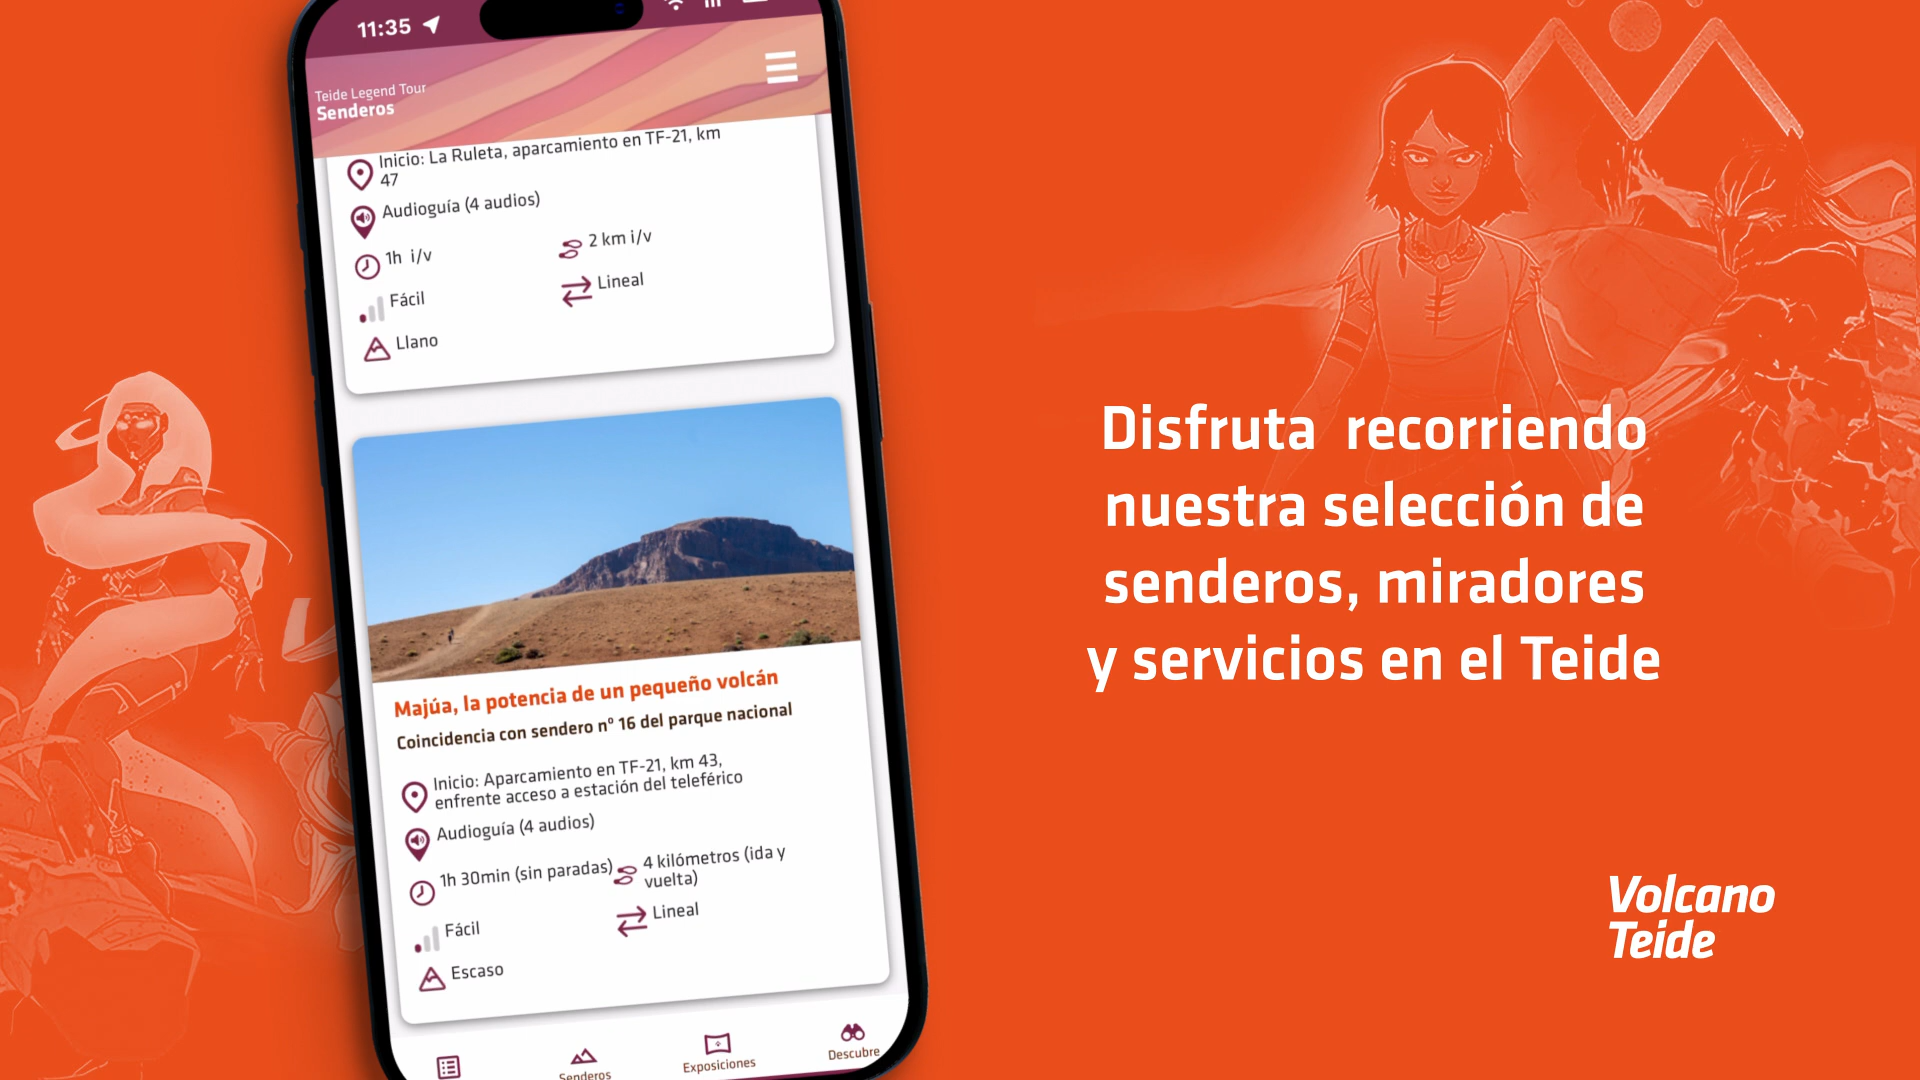 11:35
Teide Legend Tour
Senderos
Inicio: La Ruleta, aparcamiento en TF-21, km
47
Audioguía (4 audios)
1h i/v
2 km i/v
Fácil
Lineal
Llano
Majúa, la potencia de un pequeño volcán
Coincidencia con sendero nº 16 del parque nacional
Inicio: Aparcamiento en TF-21, km 43,
enfrente acceso a estación del teleférico
Audioguía (4 audios)
1h 30min (sin paradas)
4 kilómetros (ida y
vuelta)
Fácil
Lineal
Escaso
Senderos
Exposiciones
Descubre
Disfruta recorriendo
nuestra selección de
senderos, miradores
y servicios en el Teide
Volcano
Teide